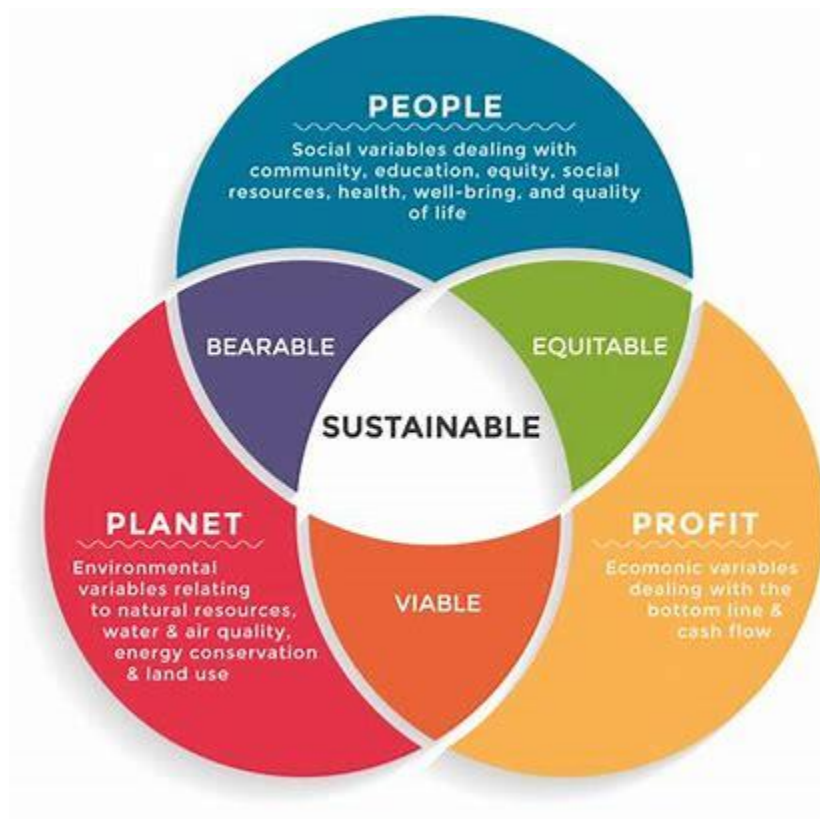 PEOPLE
Social variables dealing with
community, education, equity, social
resources, health, well-bring, and quality
of life
BEARABLE
EQUITABLE
SUSTAINABLE
PLANET
Environmental
variables relating
to natural resources,
water & air quality,
energy conservation
& land use
VIABLE
PROFIT
Ecomonic variables
dealing with the
bottom line &
cash flow